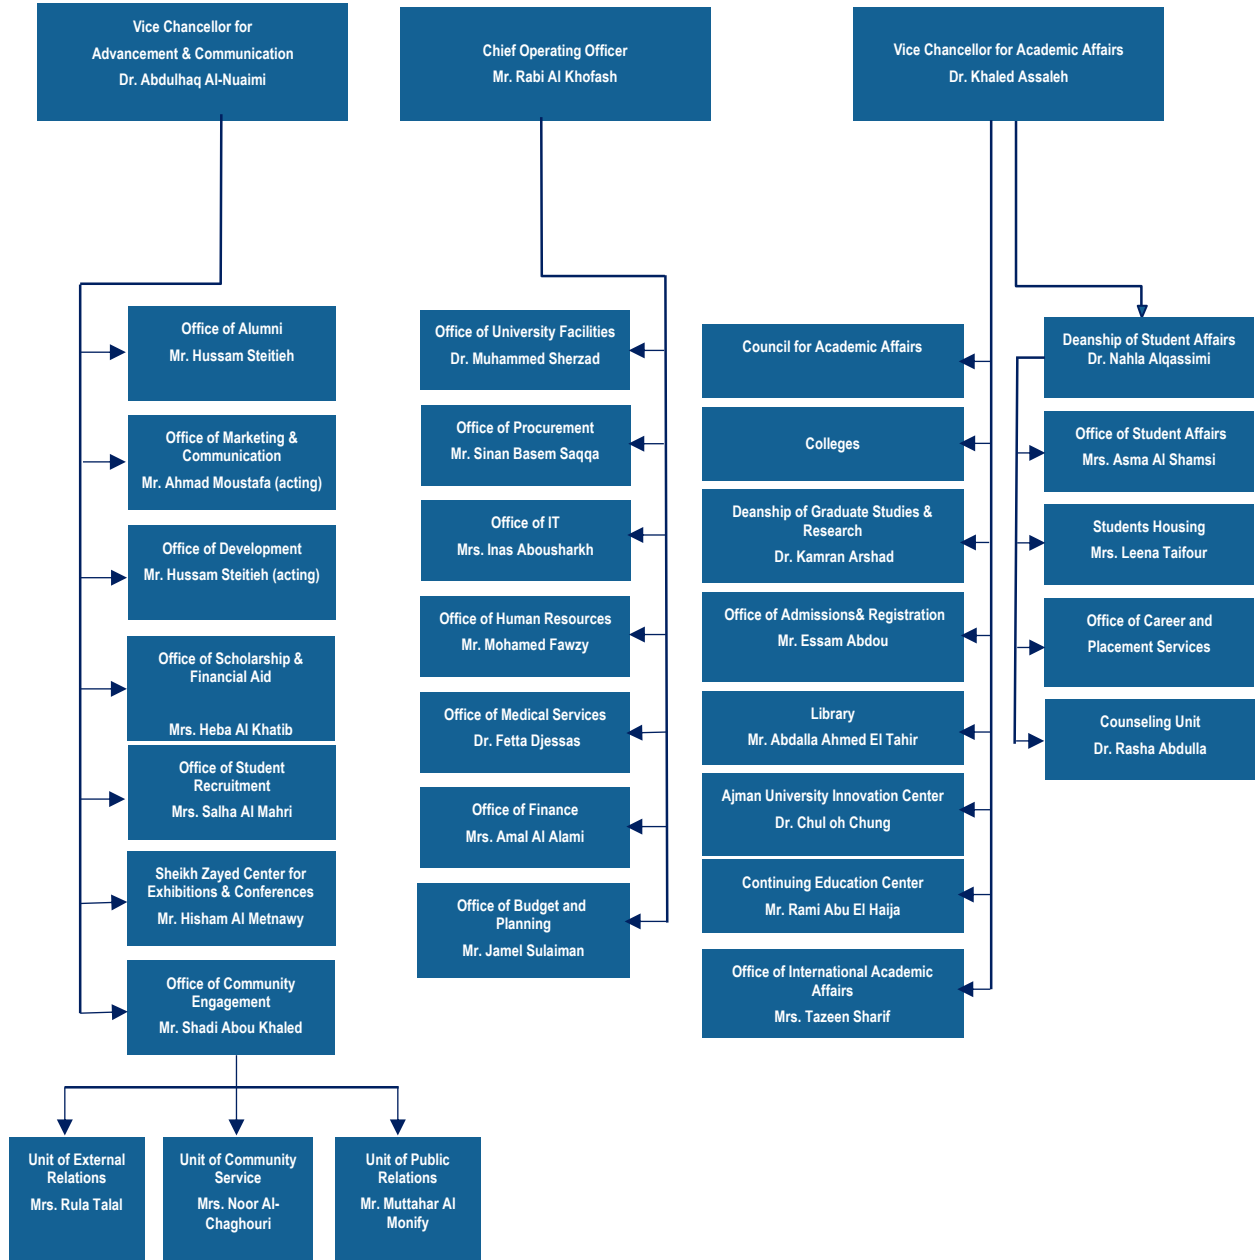 Vice Chancellor for
Advancement & Communication
Dr. Abdulhaq Al-Nuaimi
Chief Operating Officer
Mr. Rabi Al Khofash
Vice Chancellor for Academic Affairs
Dr. Khaled Assaleh
Office of Alumni
Mr. Hussam Steitieh
Office of Marketing &
Communication
Mr. Ahmad Moustafa (acting)
Office of Development
Mr. Hussam Steitieh (acting)
Office of Scholarship &
Financial Aid
Mrs. Heba Al Khatib
Office of Student
Recruitment
Mrs. Salha Al Mahri
Sheikh Zayed Center for
Exhibitions & Conferences
Mr. Hisham Al Metnawy
Office of Community
Engagement
Mr. Shadi Abou Khaled
Unit of External
Relations
Mrs. Rula Talal
Unit of Community
Service
Mrs. Noor Al-
Chaghouri
Unit of Public
Relations
Mr. Muttahar Al
Monify
Office of University Facilities
Dr. Muhammed Sherzad
Office of Procurement
Mr. Sinan Basem Saqqa
Office of IT
Mrs. Inas Abousharkh
Office of Human Resources
Mr. Mohamed Fawzy
Office of Medical Services
Dr. Fetta Djessas
Office of Finance
Mrs. Amal Al Alami
Office of Budget and
Planning
Mr. Jamel Sulaiman
Council for Academic Affairs
Colleges
Deanship of Graduate Studies &
Research
Dr. Kamran Arshad
Office of Admissions& Registration
Mr. Essam Abdou
Library
Mr. Abdalla Ahmed El Tahir
Ajman University Innovation Center
Dr. Chul oh Chung
Continuing Education Center
Mr. Rami Abu El Haija
Office of International Academic
Affairs
Mrs. Tazeen Sharif
Deanship of Student Affairs
Dr. Nahla Alqassimi
Office of Student Affairs
Mrs. Asma Al Shamsi
Students Housing
Mrs. Leena Taifour
Office of Career and
Placement Services
Counseling Unit
Dr. Rasha Abdulla